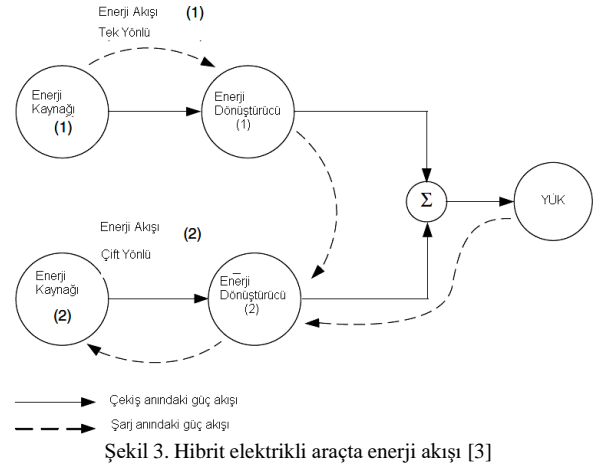 Enerji Akışı (1)
Tek Yönlü
Enerji
Kaynağı
(1)
Enerji
Dönüştürücü
(1)
Σ
YÜK
Enerji Akışı (2)
Çift Yönlü
Enerji
Kaynağı
(2)
Enerji
Dönüştürücü
(2)
Çekiş anındaki güç akışı
Şarj anındaki güç akışı
Şekil 3. Hibrit elektrikli araçta enerji akışı [3]